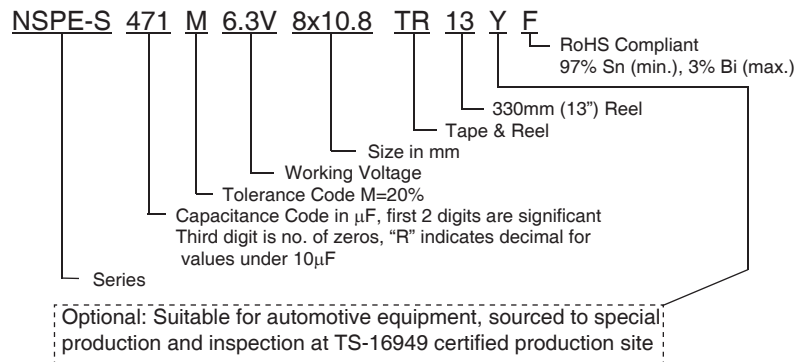 NSPE-S 471 M 6.3V 8x10.8 TR 13 Y F
RoHS Compliant
97% Sn (min.), 3% Bi (max.)
330mm (13”) Reel
Tape & Reel
Size in mm
Working Voltage
Tolerance Code M=20%
Capacitance Code in μF, first 2 digits are significant
Third digit is no. of zeros, “R” indicates decimal for
values under 10μF
Series
Optional: Suitable for automotive equipment, sourced to special
production and inspection at TS-16949 certified production site